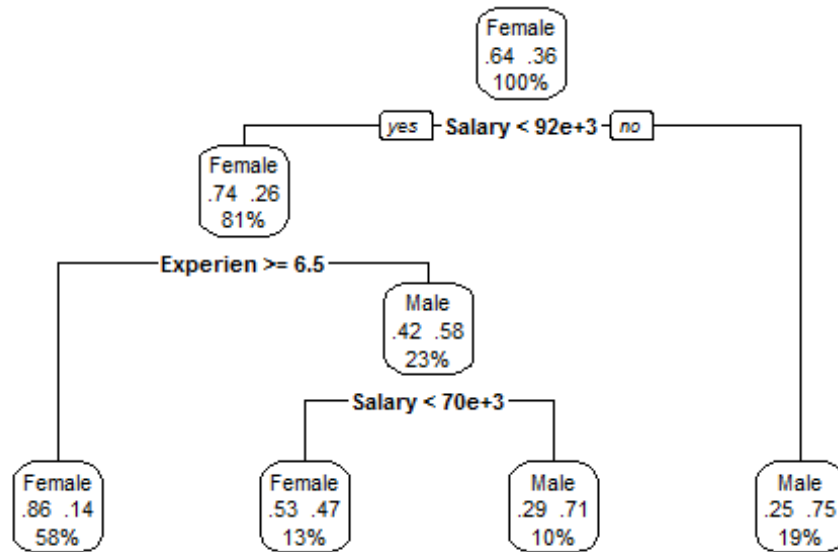 Female
.64 .36
100%
yes Salary < 92e+3 no
Female
.74 .26
81%
Experien >= 6.5
Male
.42 .58
23%
Salary < 70e+3
Female
.86 .14
58%
Female
.53 .47
13%
Male
.29 .71
10%
Male
.25 .75
19%